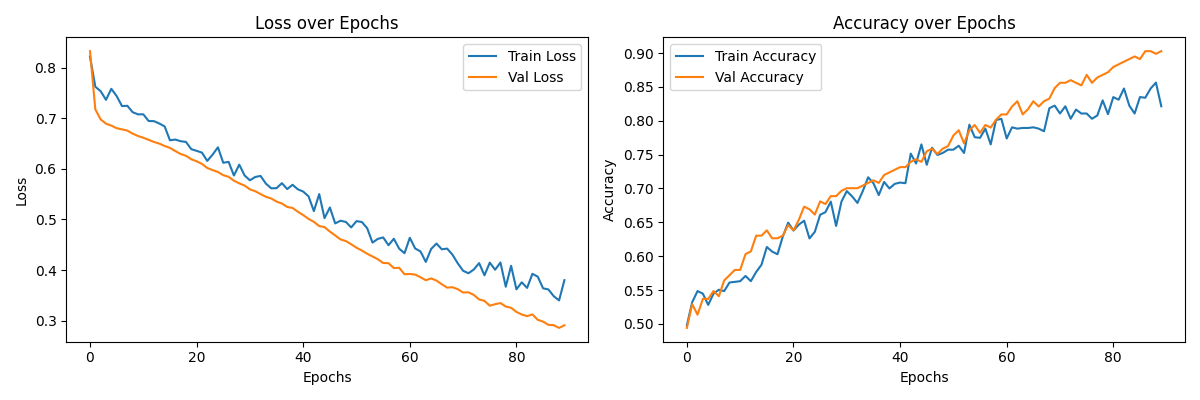 Loss over Epochs
Train Loss
Val Loss
0.8
0.7
0.6
0.5
0.4
0.3
Loss
0
20
40
60
80
Epochs
Accuracy over Epochs
Train Accuracy
Val Accuracy
0.90
0.85
0.80
0.75
0.70
0.65
0.60
0.55
0.50
Accuracy
0
20
40
60
80
Epochs